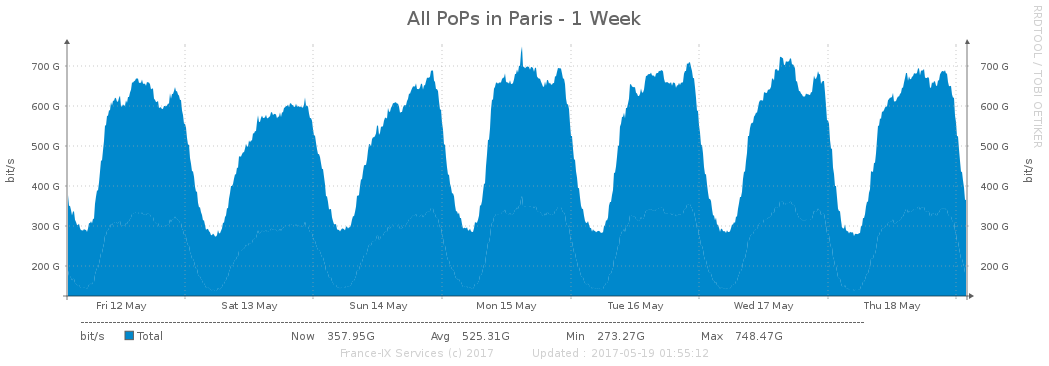 All PoPs in Paris - 1 Week
RRDTOOL / TOBI OETIKER
bit/s
700 G
600 G
500 G
400 G
300 G
200 G
700 G
600 G
500 G
400 G
300 G
200 G
bit/s
Fri 12 May Sat 13 May Sun 14 May Mon 15 May Tue 16 May Wed 17 May Thu 18 May
bit/s Total Now 357.95G Avg 525.31G Min 273.27G Max 748.47G
France-IX Services (c) 2017 Updated : 2017-05-19 01:55:12